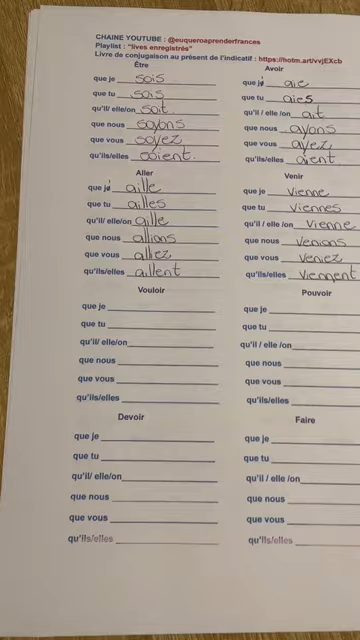 CHAINE YOUTUBE : @euqueroaprenderfrances
Playlist : "lives enregistrés"
Livre de conjugaison au présent de l'indicatif : https://hotm.art/vvjEXcb
Être
que je sois
que tu sois
qu'il/ elle/on soit
que nous soyons
que vous soyez
qu'ils/elles soient.
Avoir
que j' aie
que tu aies
qu'il / elle /on ait
que nous ayons
que vous ayez,
qu'ils/elles aient.
Aller
que j' aille
que tu ailles
qu'il/ elle/on aille
que nous allions
que vous alliez
qu'ils/elles aillent
Venir
que je vienne
que tu viennes
qu'il / elle /on vienne
que nous venions
que vous veniez
qu'ils/elles viennent
Vouloir
que je
que tu
qu'il/ elle/on
que nous
que vous
qu'ils/elles
Pouvoir
que je
que tu
qu'il / elle /on
que nous
que vous
qu'ils/elles
Devoir
que je
que tu
qu'il/ elle/on
que nous
que vous
qu'ils/elles
Faire
que je
que tu
qu'il / elle /on
que nous
que vous
qu'ils/elles